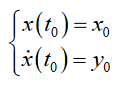 x(t₀) = x₀
ẋ(t₀) = y₀